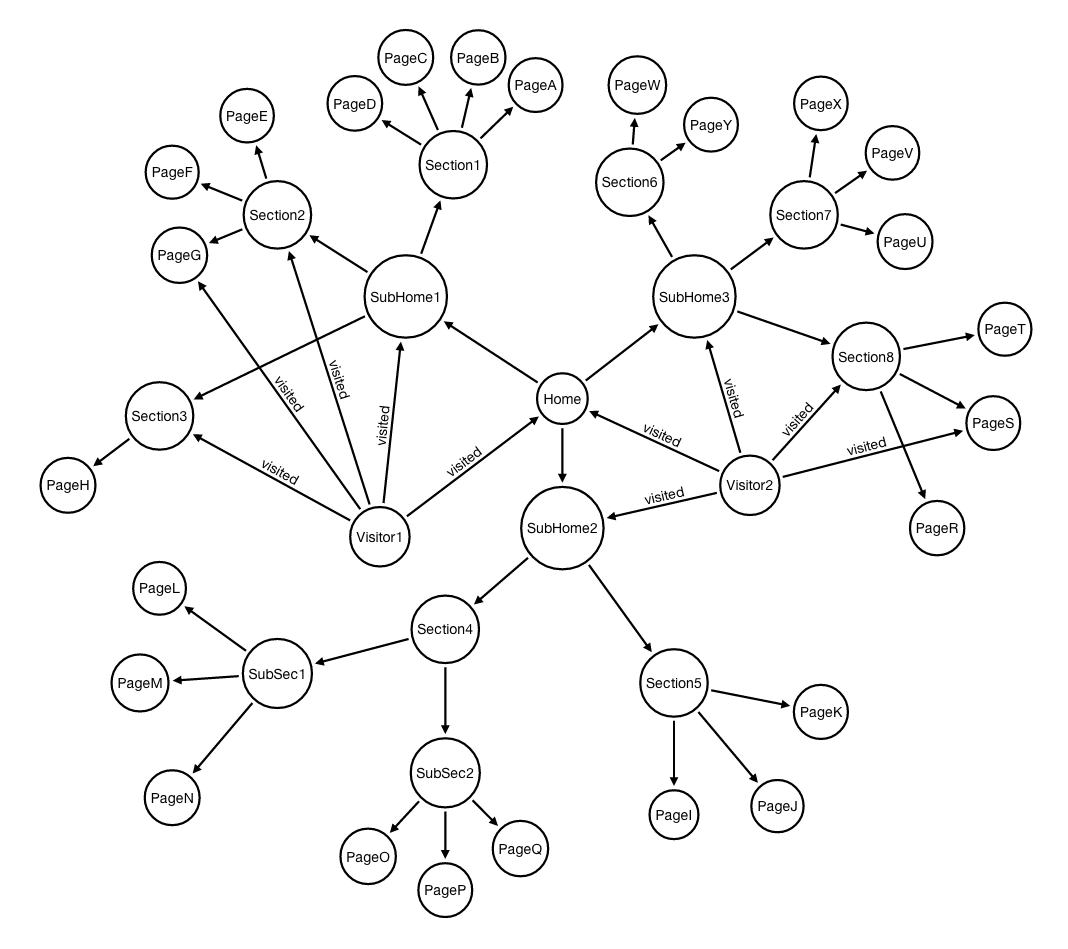 PageC
PageB
PageA
PageD
PageE
PageF
Section1
Section2
PageG
SubHome1
PageW
PageY
Section6
PageX
PageV
Section7
PageU
SubHome3
PageT
Section8
PageS
Home
Section3
PageH
visited
visited
visited
visited
visited
visited
visited
visited
visited
visited
Visitor1
Visitor2
PageR
SubHome2
PageL
Section4
SubSec1
PageM
PageN
Section5
PageK
PageJ
PageI
SubSec2
PageO
PageQ
PageP